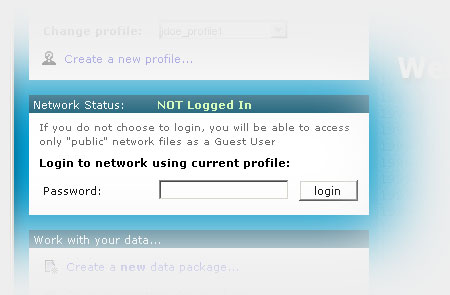 Change profile: jdoe_profile1
Create a new profile...
We
Network Status: NOT Logged In
If you do not choose to login, you will be able to access
only "public" network files as a Guest User
Login to network using current profile:
Password: login
Work with your data...
Create a new data package...